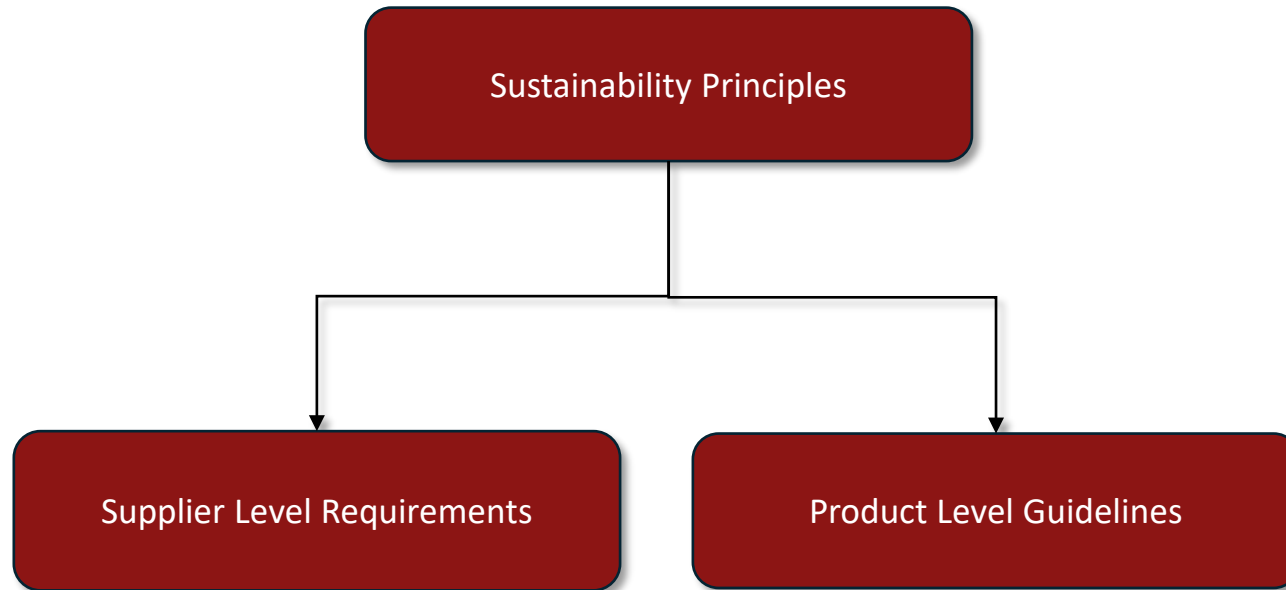 Sustainability Principles
Supplier Level Requirements
Product Level Guidelines